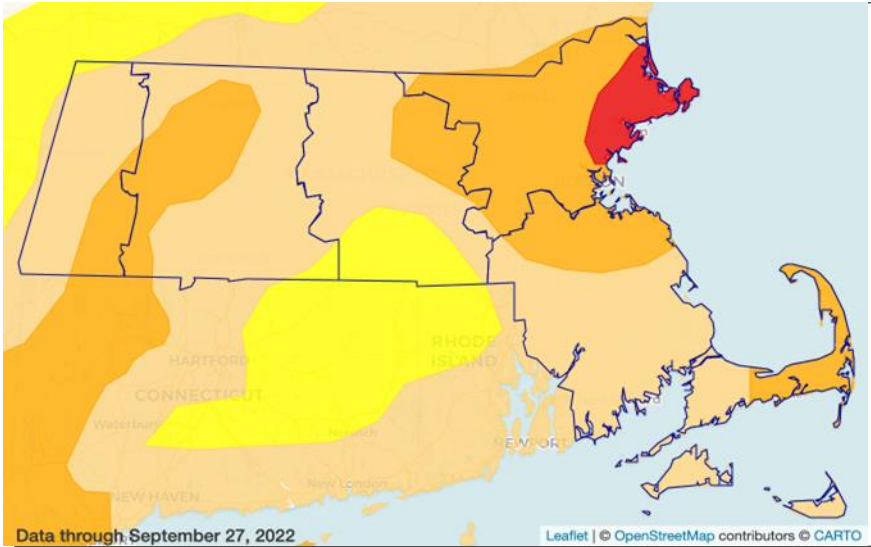 RHODE
ISLAND
HARTFORD
CONNECTICUT
Waterbury
Norwich
NEWPORT
New London
NEW HAVEN
Data through September 27, 2022
Leaflet | © OpenStreetMap contributors © CARTO